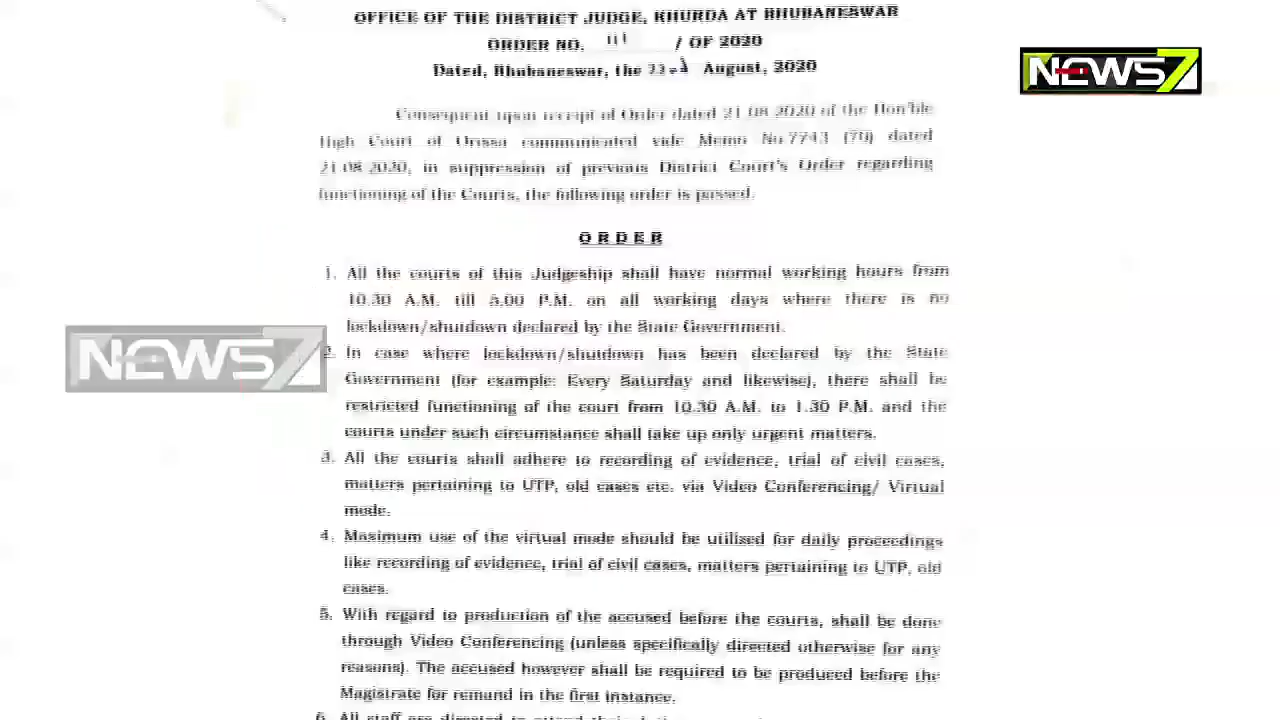 OFFICE OF THE DISTRICT JUDGE, KHURDA AT BHUBANESWAR
ORDER NO. / OF 2020
Dated, Bhubaneswar, the August, 2020
NEWS7
Consequent upon receipt of Order dated 21.08.2020 of the Hon'ble
High Court of Orissa communicated vide Memo No.7743 (70) dated
21.08.2020, in suppression of previous District Court's Order regarding
functioning of the Courts, the following order is passed.
ORDER
1. All the courts of this Judgeship shall have normal working hours from
10.30 A.M. till 5.00 P.M. on all working days where there is no
lockdown/shutdown declared by the State Government.
NEWS7
2. In case where lockdown/shutdown has been declared by the State
Government (for example: Every Saturday and likewise), there shall be
restricted functioning of the court from 10.30 A.M. to 1.30 P.M. and the
courts under such circumstance shall take up only urgent matters.
3. All the courts shall adhere to recording of evidence, trial of civil cases,
matters pertaining to UTP, old cases etc. via Video Conferencing/ Virtual
mode.
4. Maximum use of the virtual mode should be utilised for daily proceedings
like recording of evidence, trial of civil cases, matters pertaining to UTP, old
cases.
5. With regard to production of the accused before the courts, shall be done
through Video Conferencing (unless specifically directed otherwise for any
reasons). The accused however shall be required to be produced before the
Magistrate for remand in the first instance.
6. All staff are directed to attend their